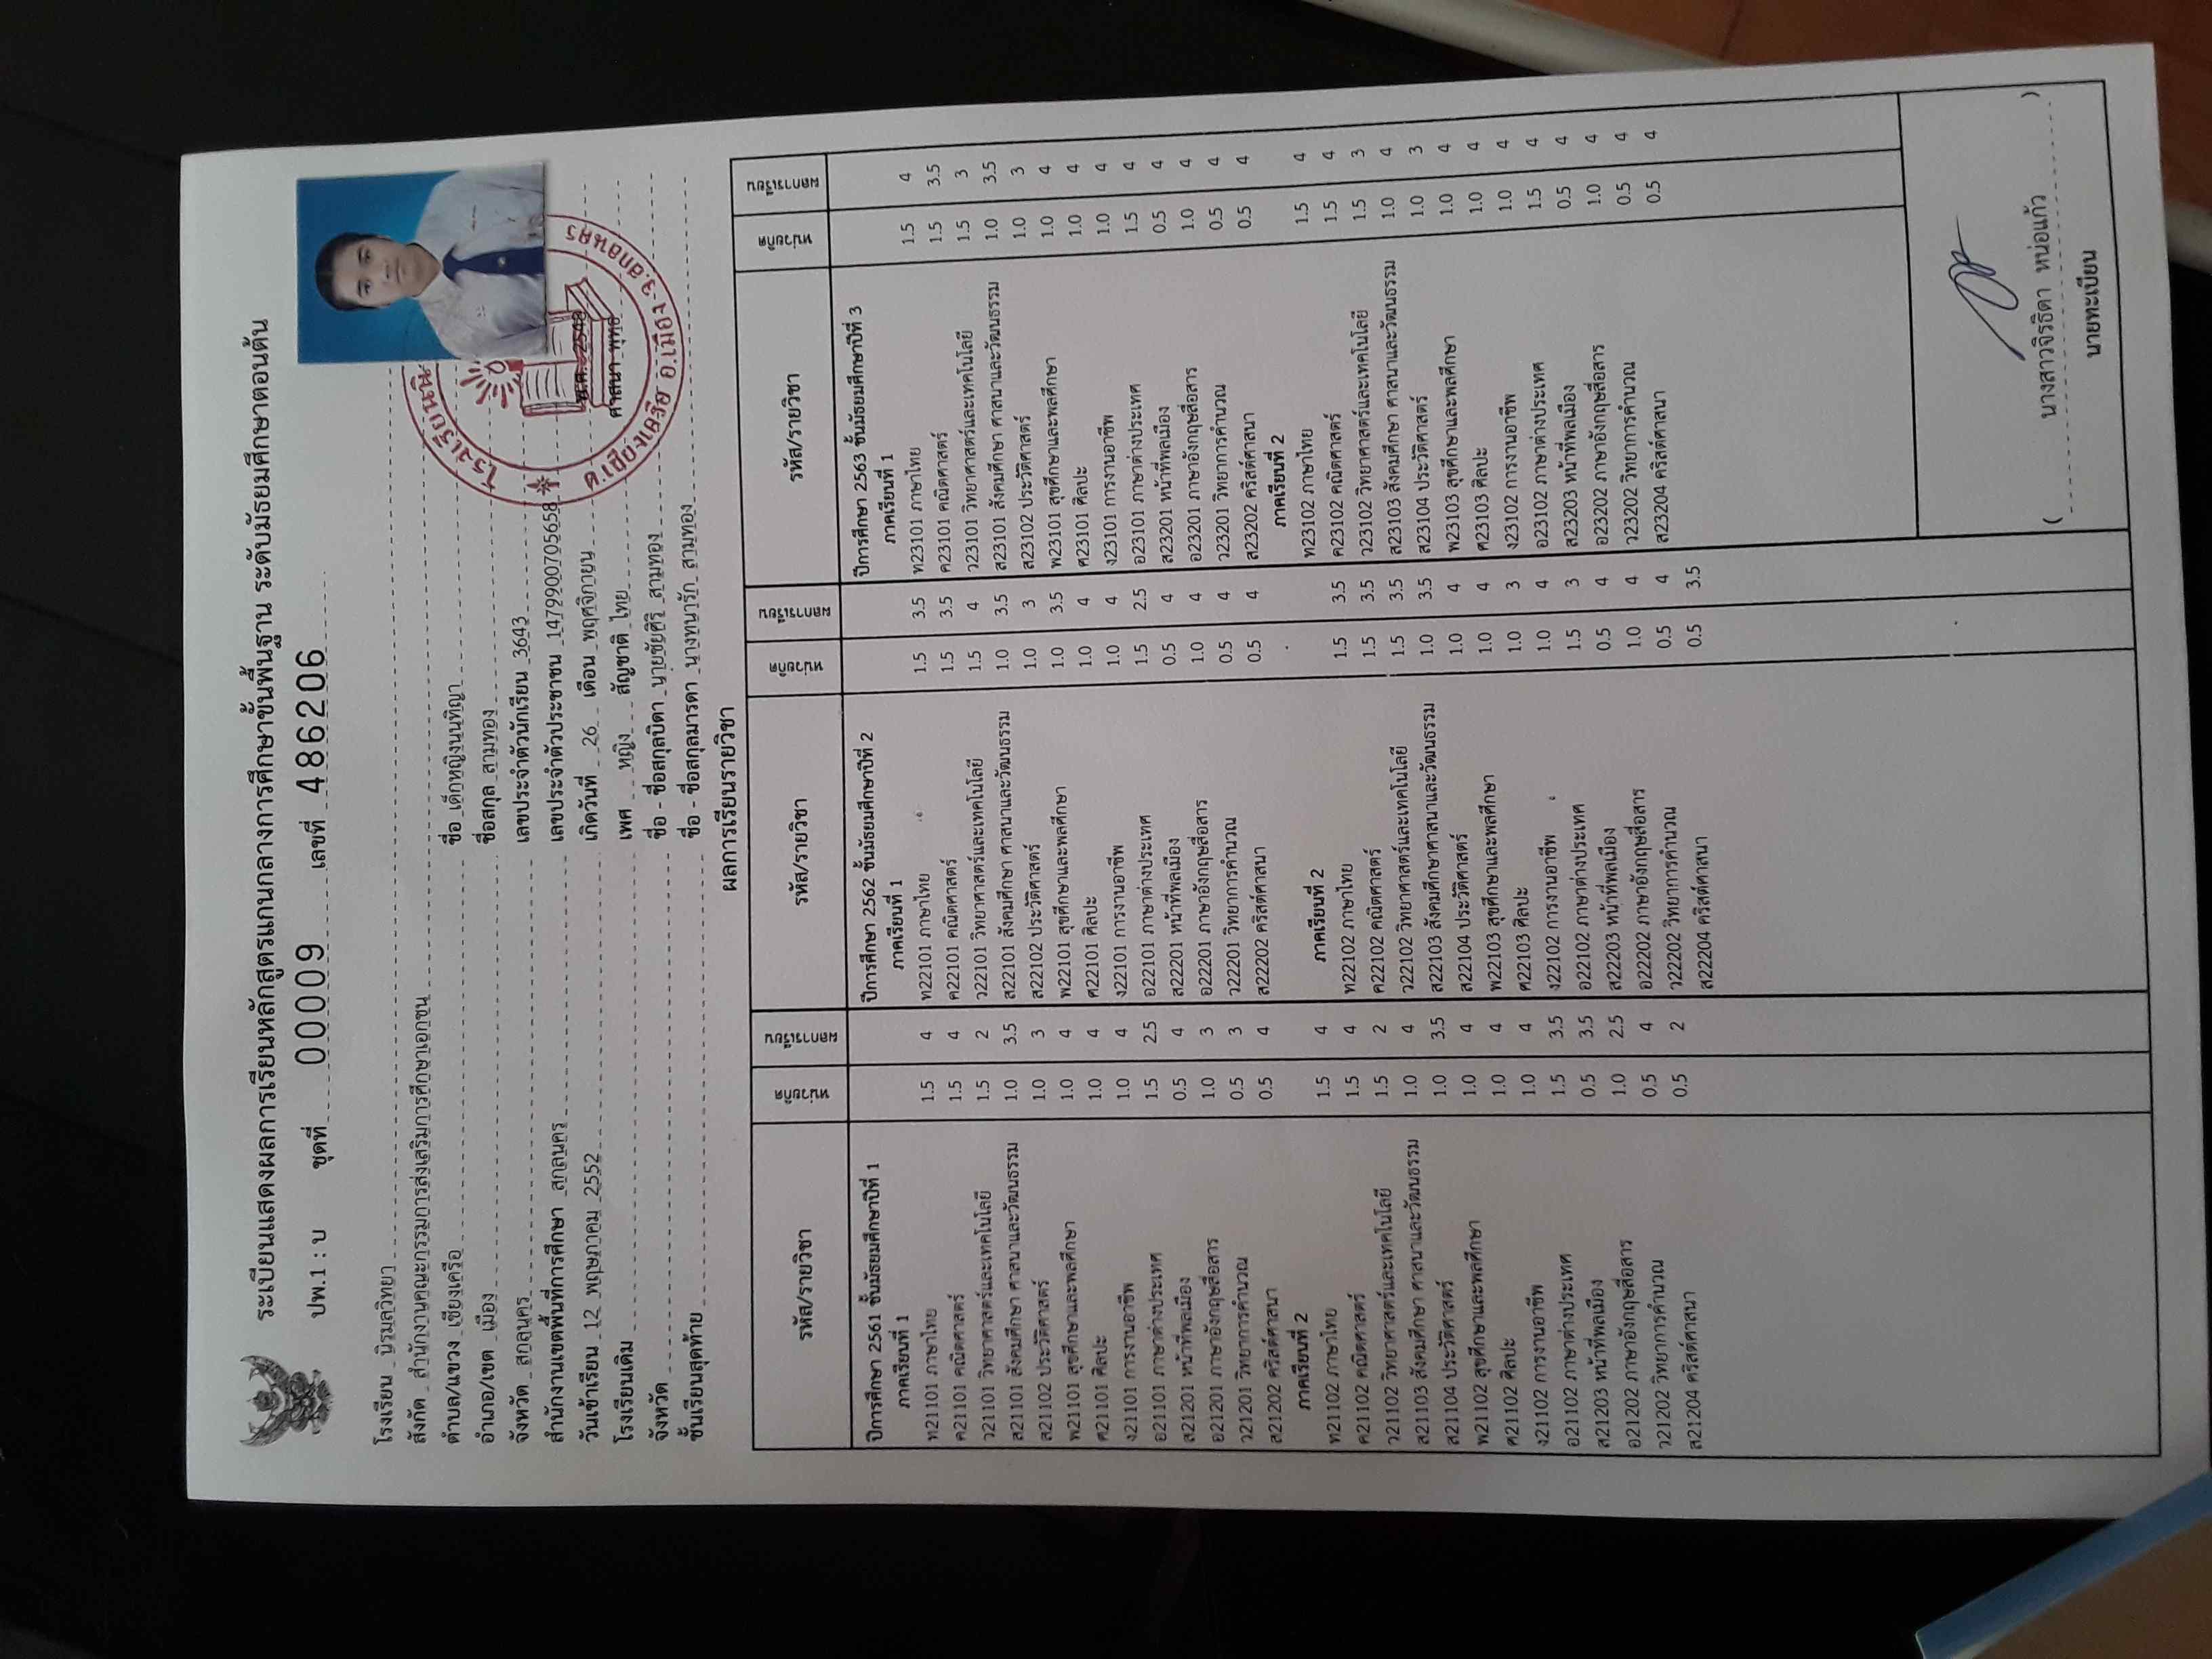 ระเบียนแสดงผลการเรียนหลักสูตรแกนกลางการศึกษาขั้นพื้นฐาน ระดับมัธยมศึกษาตอนต้น
ปพ.1 : บ ชุดที่ 00009 เลขที่ 486206
โรงเรียน นิรมลวิทยา
สังกัด สำนักงานคณะกรรมการส่งเสริมการศึกษาเอกชน
ตำบล/แขวง เชียงเครือ
อำเภอ/เขต เมือง
จังหวัด สกลนคร
สำนักงานเขตพื้นที่การศึกษา สกลนคร
วันเข้าเรียน 12 พฤษภาคม 2552
โรงเรียนเดิม
จังหวัด
ชั้นเรียนสุดท้าย
ชื่อ เด็กหญิงนันทิญา
ชื่อสกุล สามทอง
เลขประจำตัวนักเรียน 3643
เลขประจำตัวประชาชน 1479900705658
เกิดวันที่ 26 เดือน พฤศจิกายน พ.ศ. 2548
เพศ หญิง สัญชาติ ไทย ศาสนา พุทธ
ชื่อ - ชื่อสกุลบิดา นายชัยศิริ สามทอง
ชื่อ - ชื่อสกุลมารดา นางทนารัก สามทอง
ต.เชียงเครือ อ.เมือง จ.สกลนคร
ผลการเรียนรายวิชา
รหัส/รายวิชา หน่วยกิต ผลการเรียน
ปีการศึกษา 2561 ชั้นมัธยมศึกษาปีที่ 1
ภาคเรียนที่ 1
ท21101 ภาษาไทย 1.5 4
ค21101 คณิตศาสตร์ 1.5 4
ว21101 วิทยาศาสตร์และเทคโนโลยี 1.5 2
ส21101 สังคมศึกษา ศาสนาและวัฒนธรรม 1.0 3.5
ส21102 ประวัติศาสตร์ 1.0 3
พ21101 สุขศึกษาและพลศึกษา 1.0 4
ศ21101 ศิลปะ 1.0 4
ง21101 การงานอาชีพ 1.0 4
อ21101 ภาษาต่างประเทศ 1.5 2.5
ส21201 หน้าที่พลเมือง 0.5 4
อ21201 ภาษาอังกฤษสื่อสาร 1.0 3
ว21201 วิทยาการคำนวณ 0.5 3
ส21202 คริสต์ศาสนา 0.5 4
ภาคเรียนที่ 2
ท21102 ภาษาไทย 1.5 4
ค21102 คณิตศาสตร์ 1.5 4
ว21102 วิทยาศาสตร์และเทคโนโลยี 1.5 2
ส21103 สังคมศึกษา ศาสนาและวัฒนธรรม 1.0 4
ส21104 ประวัติศาสตร์ 1.0 3.5
พ21102 สุขศึกษาและพลศึกษา 1.0 4
ศ21102 ศิลปะ 1.0 4
ง21102 การงานอาชีพ 1.0 4
อ21102 ภาษาต่างประเทศ 1.5 3.5
ส21203 หน้าที่พลเมือง 0.5 3.5
อ21202 ภาษาอังกฤษสื่อสาร 1.0 2.5
ว21202 วิทยาการคำนวณ 0.5 4
ส21204 คริสต์ศาสนา 0.5 2
รหัส/รายวิชา หน่วยกิต ผลการเรียน
ปีการศึกษา 2562 ชั้นมัธยมศึกษาปีที่ 2
ภาคเรียนที่ 1
ท22101 ภาษาไทย 1.5 3.5
ค22101 คณิตศาสตร์ 1.5 3.5
ว22101 วิทยาศาสตร์และเทคโนโลยี 1.5 4
ส22101 สังคมศึกษา ศาสนาและวัฒนธรรม 1.0 3.5
ส22102 ประวัติศาสตร์ 1.0 3
พ22101 สุขศึกษาและพลศึกษา 1.0 3.5
ศ22101 ศิลปะ 1.0 4
ง22101 การงานอาชีพ 1.0 4
อ22101 ภาษาต่างประเทศ 1.5 2.5
ส22201 หน้าที่พลเมือง 0.5 4
อ22201 ภาษาอังกฤษสื่อสาร 1.0 4
ว22201 วิทยาการคำนวณ 0.5 4
ส22202 คริสต์ศาสนา 0.5 4
ภาคเรียนที่ 2
ท22102 ภาษาไทย 1.5 3.5
ค22102 คณิตศาสตร์ 1.5 3.5
ว22102 วิทยาศาสตร์และเทคโนโลยี 1.5 3.5
ส22103 สังคมศึกษาศาสนาและวัฒนธรรม 1.0 3.5
ส22104 ประวัติศาสตร์ 1.0 4
พ22103 สุขศึกษาและพลศึกษา 1.0 4
ศ22103 ศิลปะ 1.0 3
ง22102 การงานอาชีพ 1.0 4
อ22102 ภาษาต่างประเทศ 1.5 3
ส22203 หน้าที่พลเมือง 0.5 4
อ22202 ภาษาอังกฤษสื่อสาร 1.0 4
ว22202 วิทยาการคำนวณ 0.5 4
ส22204 คริสต์ศาสนา 0.5 3.5
รหัส/รายวิชา หน่วยกิต ผลการเรียน
ปีการศึกษา 2563 ชั้นมัธยมศึกษาปีที่ 3
ภาคเรียนที่ 1
ท23101 ภาษาไทย 1.5 4
ค23101 คณิตศาสตร์ 1.5 3.5
ว23101 วิทยาศาสตร์และเทคโนโลยี 1.5 3
ส23101 สังคมศึกษา ศาสนาและวัฒนธรรม 1.0 3.5
ส23102 ประวัติศาสตร์ 1.0 3
พ23101 สุขศึกษาและพลศึกษา 1.0 4
ศ23101 ศิลปะ 1.0 4
ง23101 การงานอาชีพ 1.0 4
อ23101 ภาษาต่างประเทศ 1.5 4
ส23201 หน้าที่พลเมือง 0.5 4
อ23201 ภาษาอังกฤษสื่อสาร 1.0 4
ว23201 วิทยาการคำนวณ 0.5 4
ส23202 คริสต์ศาสนา 0.5 4
ภาคเรียนที่ 2
ท23102 ภาษาไทย 1.5 4
ค23102 คณิตศาสตร์ 1.5 4
ว23102 วิทยาศาสตร์และเทคโนโลยี 1.5 3
ส23103 สังคมศึกษา ศาสนาและวัฒนธรรม 1.0 4
ส23104 ประวัติศาสตร์ 1.0 3
พ23103 สุขศึกษาและพลศึกษา 1.0 4
ศ23103 ศิลปะ 1.0 4
ง23102 การงานอาชีพ 1.0 4
อ23102 ภาษาต่างประเทศ 1.5 4
ส23203 หน้าที่พลเมือง 0.5 4
อ23202 ภาษาอังกฤษสื่อสาร 1.0 4
ว23202 วิทยาการคำนวณ 0.5 4
ส23204 คริสต์ศาสนา 0.5 4
( นางสาวจิรธิดา หน่อแก้ว )
นายทะเบียน